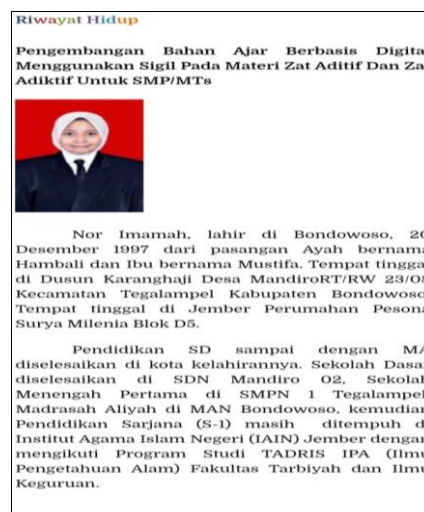 Riwayat Hidup
Pengembangan Bahan Ajar Berbasis Digita
Menggunakan Sigil Pada Materi Zat Aditif Dan Za
Adiktif Untuk SMP/MTs
Nor Imamah, lahir di Bondowoso, 20
Desember 1997 dari pasangan Ayah bernama
Hambali dan Ibu bernama Mustifa. Tempat tingga
di Dusun Karanghaji Desa MandiroRT/RW 23/08
Kecamatan Tegalampel Kabupaten Bondowoso
Tempat tinggal di Jember Perumahan Pesona
Surya Milenia Blok D5.
Pendidikan SD sampai dengan MA
diselesaikan di kota kelahirannya. Sekolah Dasa
diselesaikan di SDN Mandiro 02, Sekolah
Menengah Pertama di SMPN 1 Tegalampel
Madrasah Aliyah di MAN Bondowoso, kemudian
Pendidikan Sarjana (S-1) masih ditempuh d
Institut Agama Islam Negeri (IAIN) Jember dengan
mengikuti Program Studi TADRIS IPA (Ilmu
Pengetahuan Alam) Fakultas Tarbiyah dan Ilmu
Keguruan.